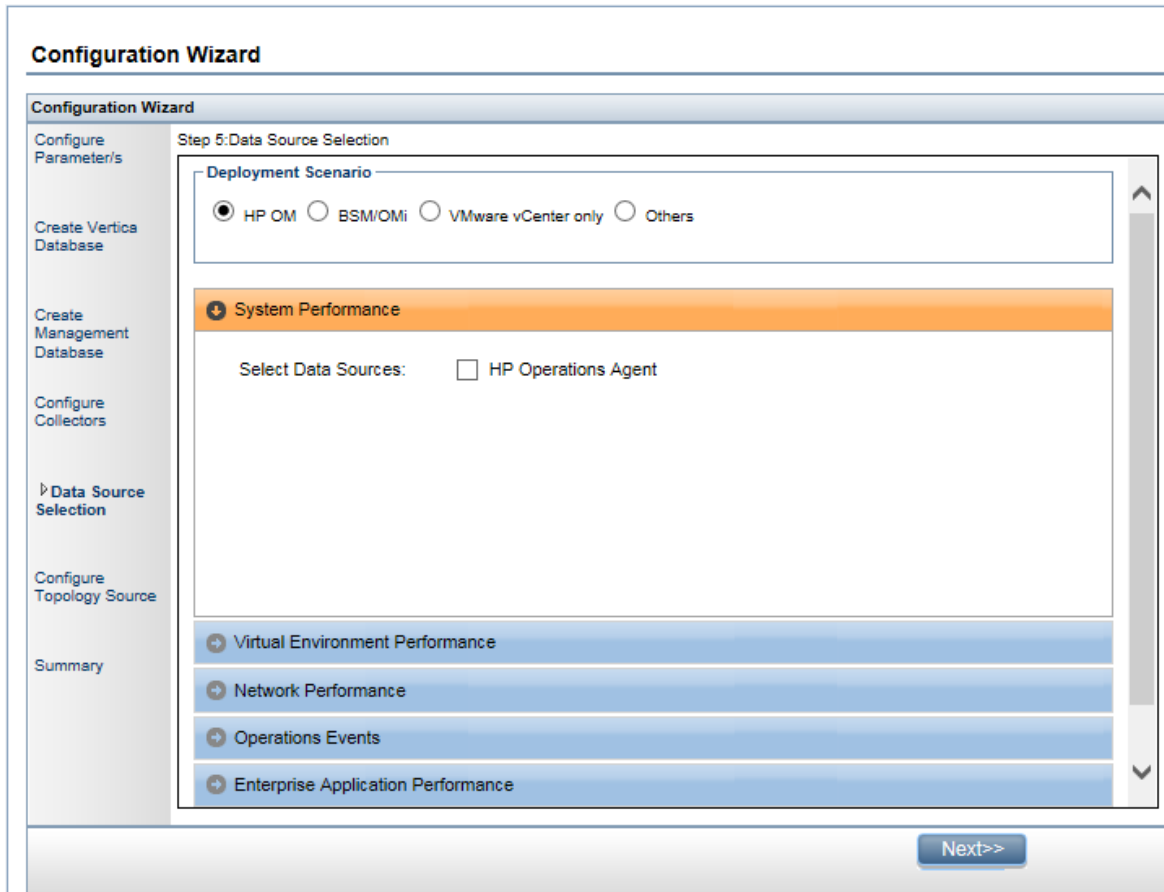 Configuration Wizard
Configuration Wizard
Configure
Parameter/s
Create Vertica
Database
Create
Management
Database
Configure
Collectors
Data Source
Selection
Configure
Topology Source
Summary
Step 5:Data Source Selection
Deployment Scenario
HP OM BSM/OMi VMware vCenter only Others
System Performance
Select Data Sources: HP Operations Agent
Virtual Environment Performance
Network Performance
Operations Events
Enterprise Application Performance
Next>>